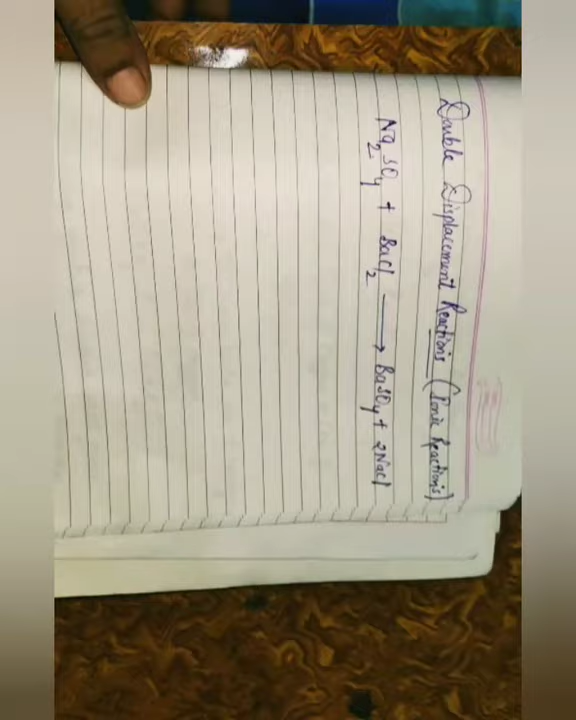 Double Displacement Reactions (Ionic Reactions)
Na₂SO₄ + BaCl₂ ⟶ BaSO₄ + 2NaCl